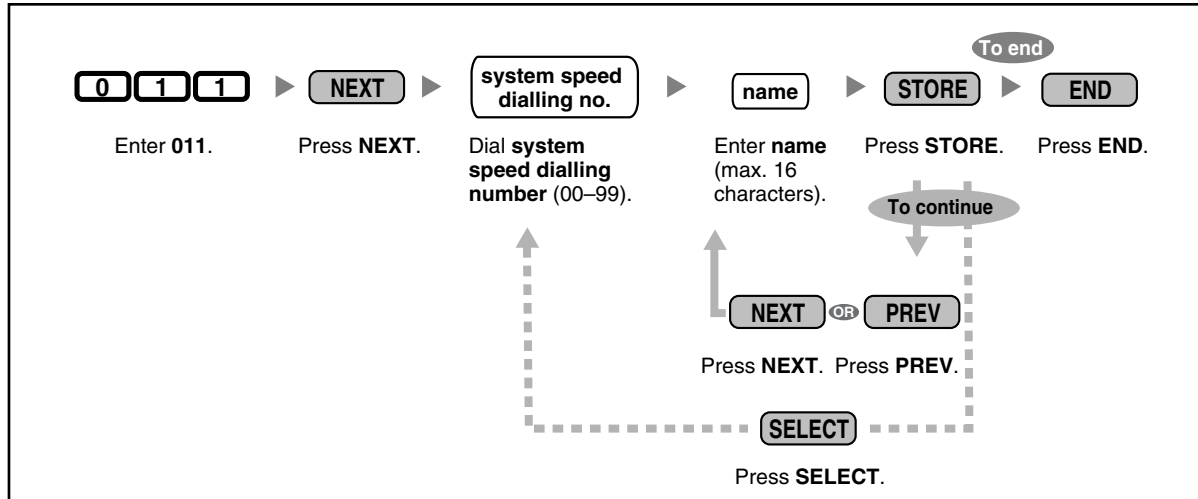 To end
0 1 1 NEXT system speed dialling no. name STORE END
Enter 011. Press NEXT. Dial system speed dialling number (00–99). Enter name (max. 16 characters). Press STORE. Press END.
To continue
NEXT OR PREV
Press NEXT. Press PREV.
SELECT
Press SELECT.